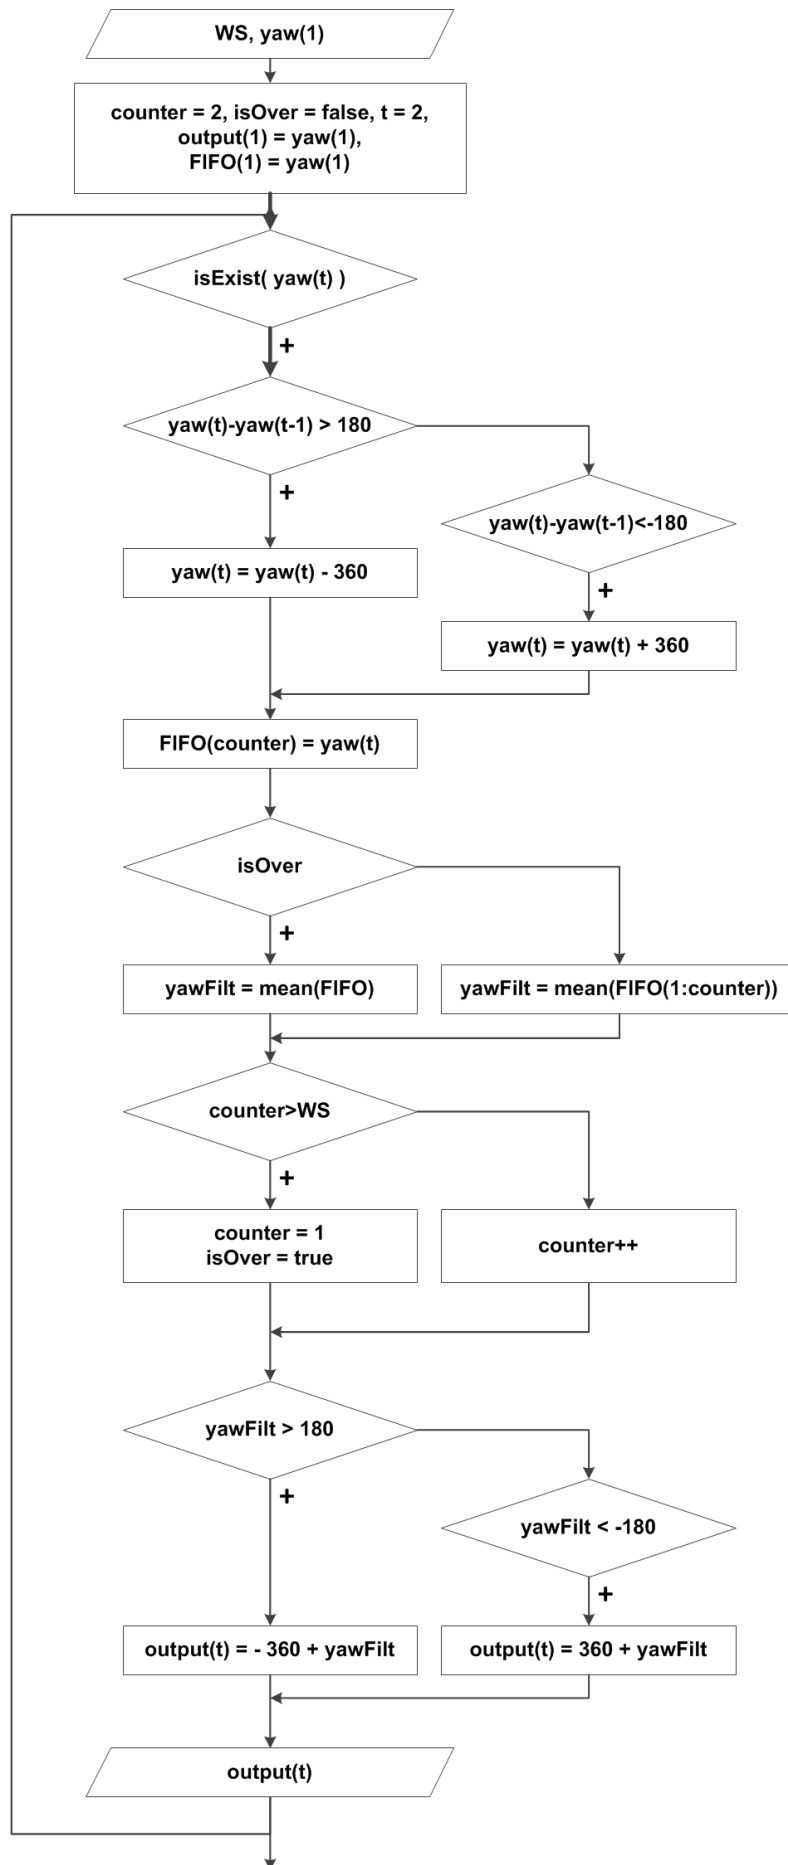 WS, yaw(1)
counter = 2, isOver = false, t = 2,
output(1) = yaw(1),
FIFO(1) = yaw(1)
isExist( yaw(t) )
+
yaw(t)-yaw(t-1) > 180
+
yaw(t)-yaw(t-1)<-180
yaw(t) = yaw(t) - 360
+
yaw(t) = yaw(t) + 360
FIFO(counter) = yaw(t)
isOver
+
yawFilt = mean(FIFO)
yawFilt = mean(FIFO(1:counter))
counter>WS
+
counter = 1
isOver = true
counter++
yawFilt > 180
+
yawFilt < -180
+
output(t) = - 360 + yawFilt
output(t) = 360 + yawFilt
output(t)